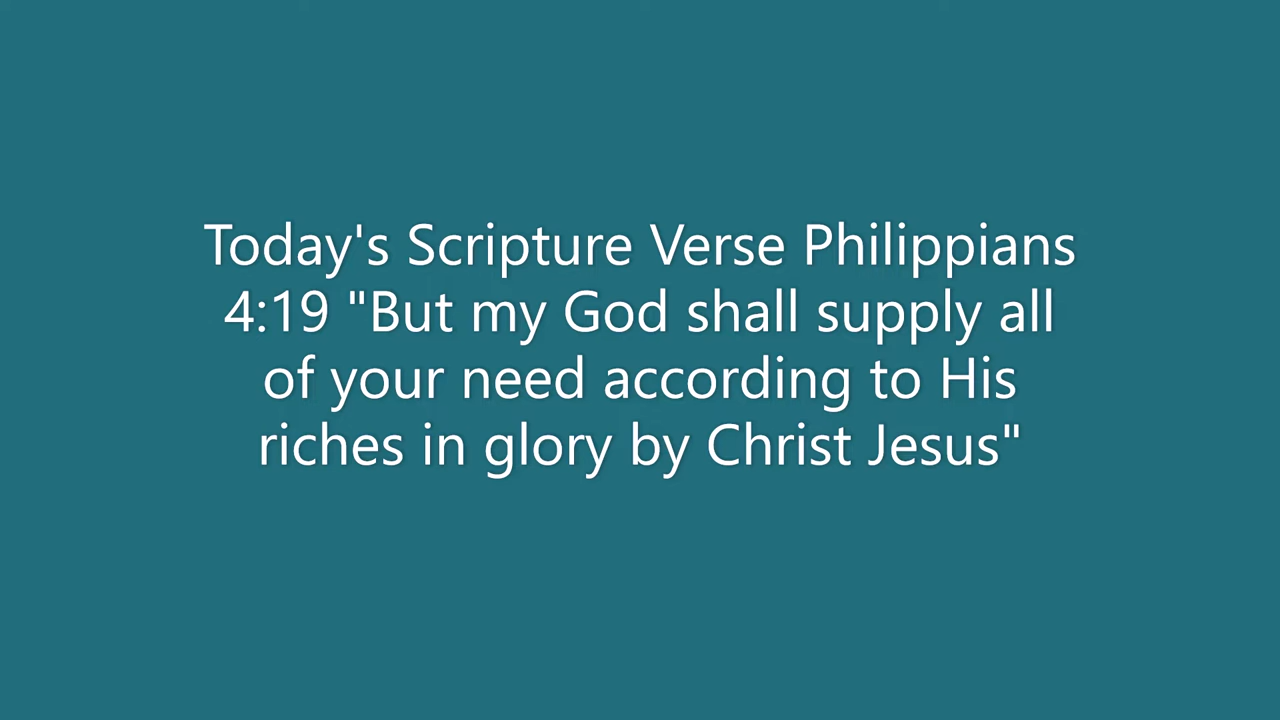 Today's Scripture Verse Philippians
4:19 "But my God shall supply all
of your need according to His
riches in glory by Christ Jesus"